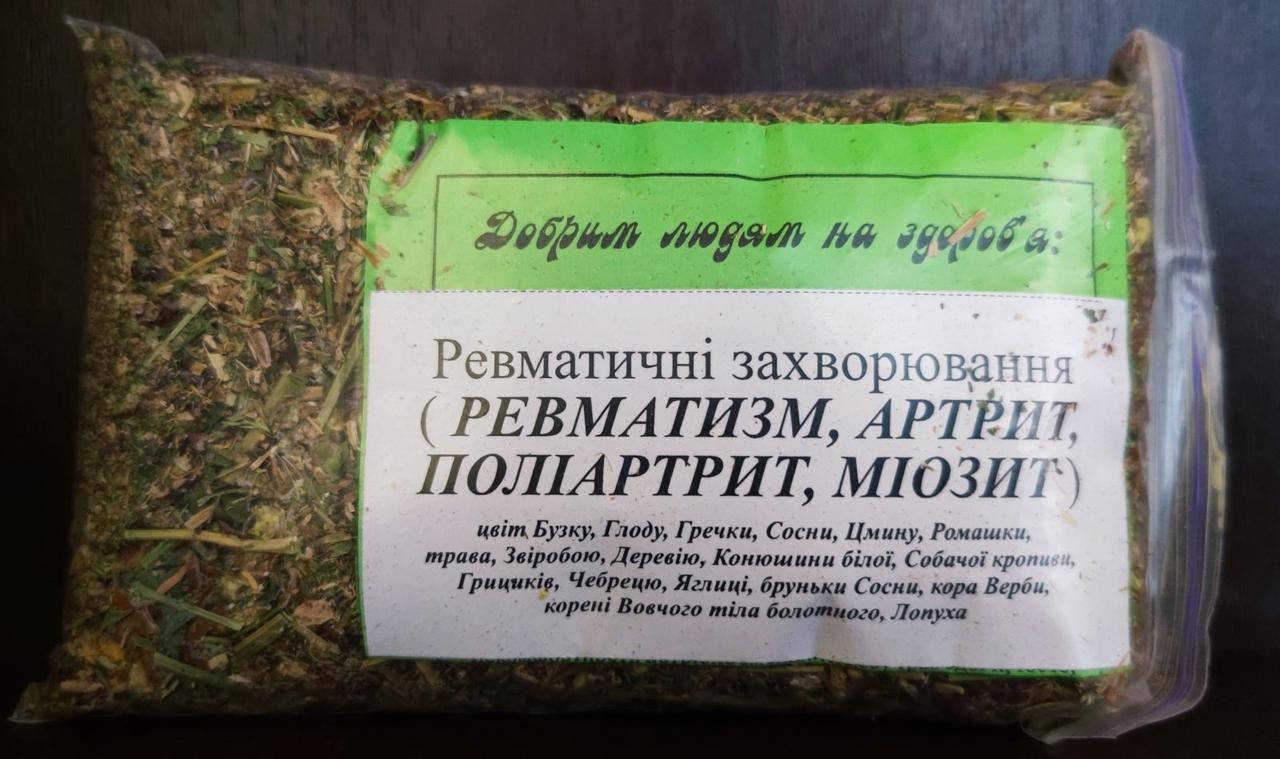 Добрим людям на здоров'я:
Ревматичні захворювання
( РЕВМАТИЗМ, АРТРИТ,
ПОЛІАРТРИТ, МІОЗИТ)
цвіт Бузку, Глоду, Гречки, Сосни, Цмину, Ромашки,
трава, Звіробою, Деревію, Конюшини білої, Собачої кропиви,
Грициків, Чебрецю, Яглиці, бруньки Сосни, кора Верби,
корені Вовчого тіла болотного, Лопуха